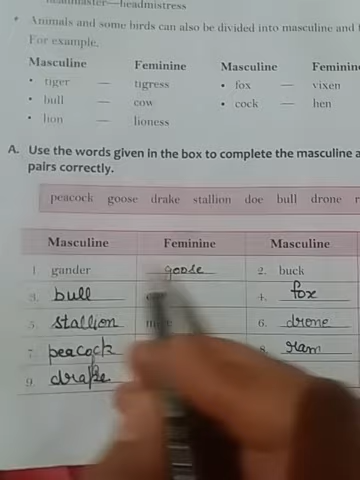 headmaster—headmistress
• Animals and some birds can also be divided into masculine and
For example.
Masculine Feminine Masculine Feminin
• tiger — tigress • fox — vixen
• bull — cow • cock — hen
• lion — lioness
A. Use the words given in the box to complete the masculine a
pairs correctly.
peacock goose drake stallion doe bull drone r
Masculine Feminine Masculine
1. gander goose 2. buck
3. bull 4. fox
5. stallion 6. drone
7. peacock 8. ram
9. drake